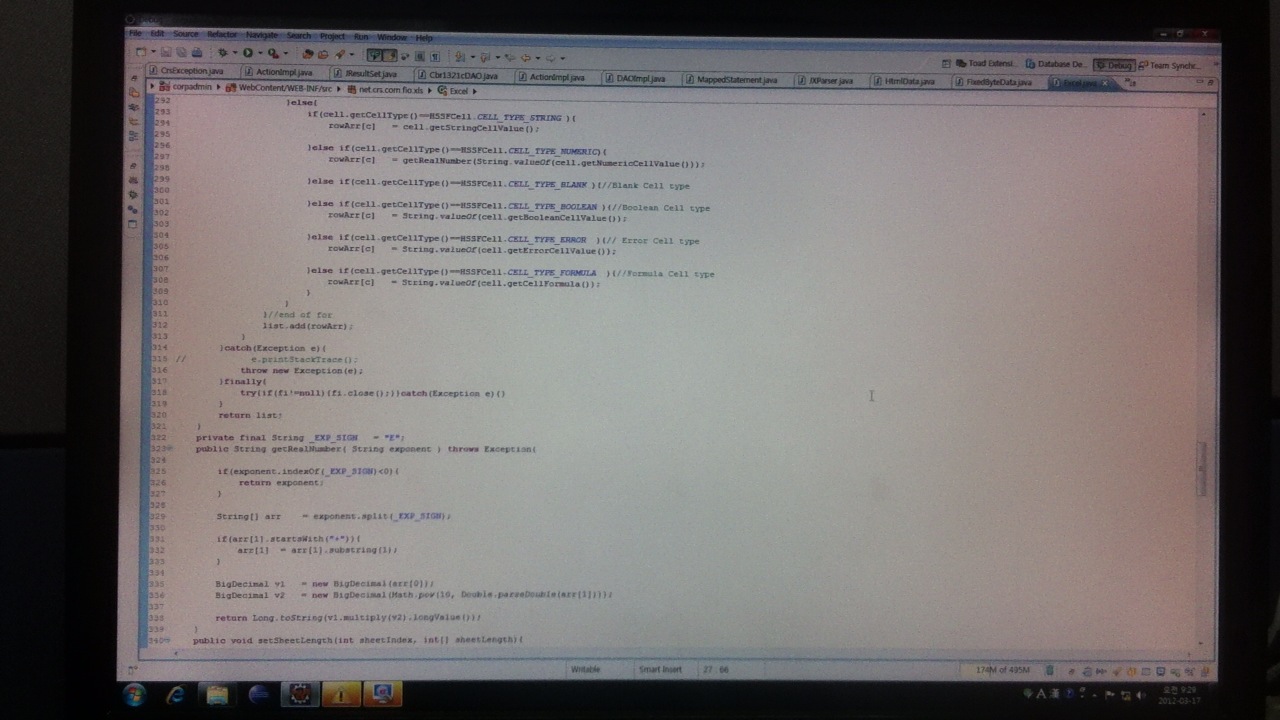 File Edit Source Refactor Navigate Search Project Run Window Help
Toad Extensi.. Database De.. Debug Team Synchr..
CrsException.java ActionImpl.java JResultSet.java Cbr1321cDAO.java ActionImpl.java DAOImpl.java MappedStatement.java JXParser.java HtmlData.java FixedByteData.java Excel.java
corpadmin WebContent/WEB-INF/src net.crs.com.fio.xls Excel
292 }else{
293 if(cell.getCellType()==HSSFCell.CELL_TYPE_STRING ){
294 rowArr[c] = cell.getStringCellValue();
295
296 }else if(cell.getCellType()==HSSFCell.CELL_TYPE_NUMERIC){
297 rowArr[c] = getRealNumber(String.valueOf(cell.getNumericCellValue()));
298
299 }else if(cell.getCellType()==HSSFCell.CELL_TYPE_BLANK ){//Blank Cell type
300
301 }else if(cell.getCellType()==HSSFCell.CELL_TYPE_BOOLEAN ){//Boolean Cell type
302 rowArr[c] = String.valueOf(cell.getBooleanCellValue());
303
304 }else if(cell.getCellType()==HSSFCell.CELL_TYPE_ERROR ){// Error Cell type
305 rowArr[c] = String.valueOf(cell.getErrorCellValue());
306
307 }else if(cell.getCellType()==HSSFCell.CELL_TYPE_FORMULA ){//Formula Cell type
308 rowArr[c] = String.valueOf(cell.getCellFormula());
309 }
310 }
311 }//end of for
312 list.add(rowArr);
313 }
314 }catch(Exception e){
315 // e.printStackTrace();
316 throw new Exception(e);
317 }finally{
318 try{if(fi!=null){fi.close();}}catch(Exception e){}
319 }
320 return list;
321 }
322 private final String _EXP_SIGN = "E";
323 public String getRealNumber( String exponent ) throws Exception{
324
325 if(exponent.indexOf(_EXP_SIGN)<0){
326 return exponent;
327 }
328
329 String[] arr = exponent.split(_EXP_SIGN);
330
331 if(arr[1].startsWith("+")){
332 arr[1] = arr[1].substring(1);
333 }
334
335 BigDecimal v1 = new BigDecimal(arr[0]);
336 BigDecimal v2 = new BigDecimal(Math.pow(10, Double.parseDouble(arr[1])));
337
338 return Long.toString(v1.multiply(v2).longValue());
339 }
340 public void setSheetLength(int sheetIndex, int[] sheetLength){
Writable Smart Insert 27 : 66 174M of 495M
A 漢 오전 9:29
2012-03-17